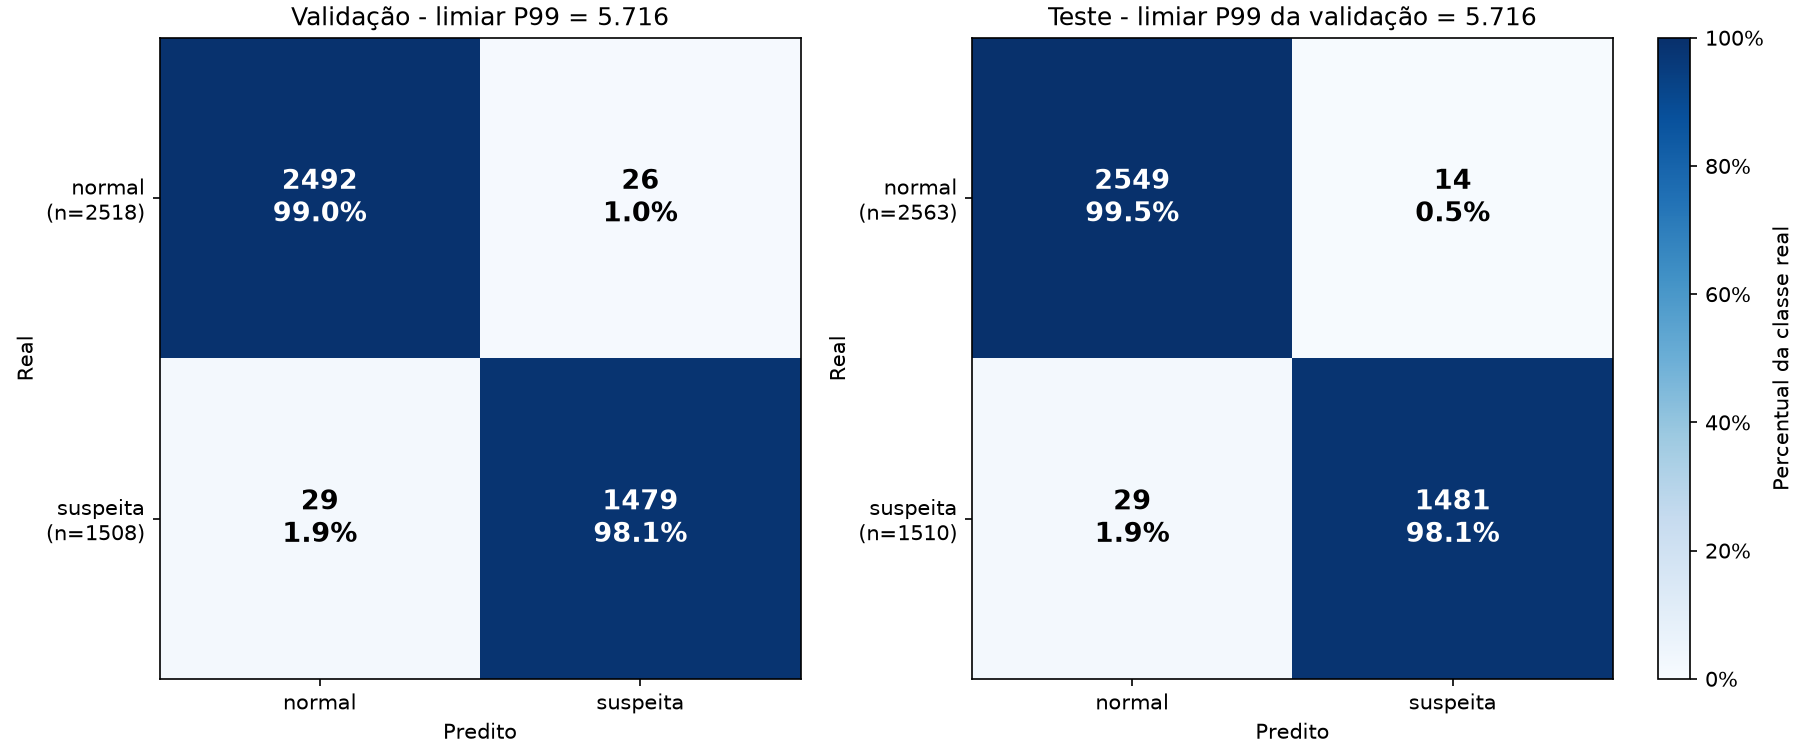 Validação - limiar P99 = 5.716
Real
normal
(n=2518)
2492
99.0%
26
1.0%
suspeita
(n=1508)
29
1.9%
1479
98.1%
normal
suspeita
Predito
Teste - limiar P99 da validação = 5.716
Real
normal
(n=2563)
2549
99.5%
14
0.5%
suspeita
(n=1510)
29
1.9%
1481
98.1%
normal
suspeita
Predito
100%
80%
60%
40%
20%
0%
Percentual da classe real